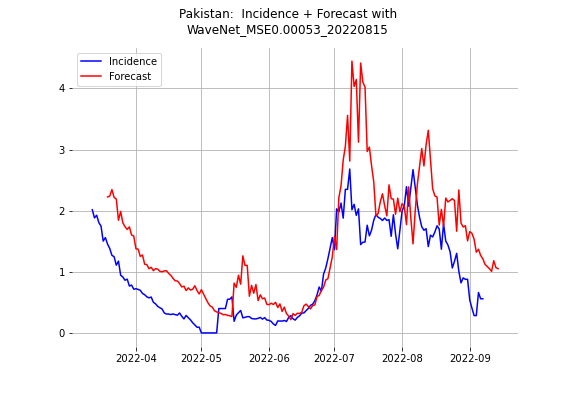 Pakistan:  Incidence + Forecast with
WaveNet_MSE0.00053_20220815
Incidence
Forecast
4
3
2
1
0
2022-04
2022-05
2022-06
2022-07
2022-08
2022-09